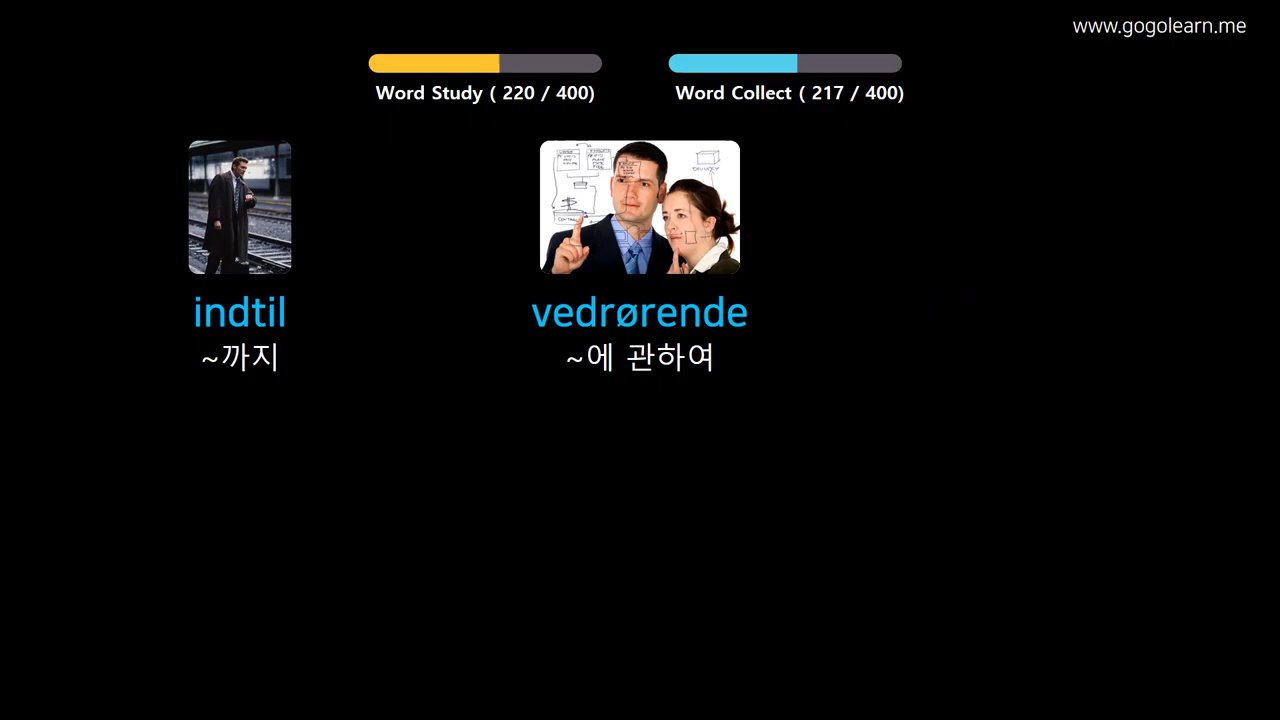 www.gogolearn.me
Word Study ( 220 / 400)
Word Collect ( 217 / 400)
indtil
~까지
vedrørende
~에 관하여